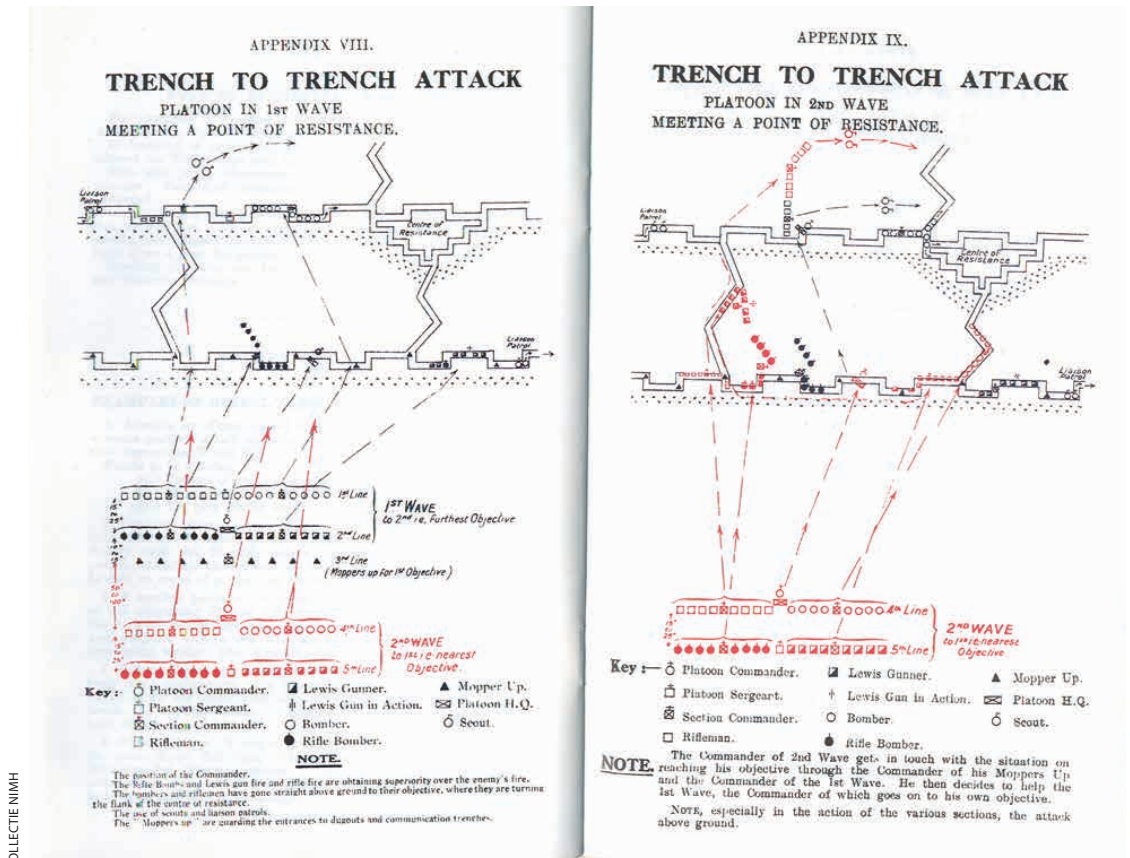 APPENDIX VIII.
TRENCH TO TRENCH ATTACK
PLATOON IN 1ST WAVE
MEETING A POINT OF RESISTANCE.
Liaison
Patrol
Centre of
Resistance
Liaison
Patrol
1st Line
2nd Line
1ST WAVE
to 2nd i.e. Furthest Objective
3rd Line
(Moppers up for 1st Objective)
4th Line
5th Line
2ND WAVE
to 1st i.e. nearest
Objective.
Key:-
Platoon Commander.
Platoon Sergeant.
Section Commander.
Rifleman.
Lewis Gunner.
Lewis Gun in Action.
Bomber.
Rifle Bomber.
Mopper Up.
Platoon H.Q.
Scout.
NOTE.
The position of the Commander.
The Rifle Bombs and Lewis gun fire and rifle fire are obtaining superiority over the enemy's fire.
The bombers and riflemen have gone straight above ground to their objective, where they are turning
the flank of the centre of resistance.
The use of scouts and liaison patrols.
The "Moppers up" are guarding the entrances to dugouts and communication trenches.
OLLECTIE NIMH
APPENDIX IX.
TRENCH TO TRENCH ATTACK
PLATOON IN 2ND WAVE
MEETING A POINT OF RESISTANCE.
Liaison
Patrol
Centre of
Resistance
Liaison
Patrol
4th Line
5th Line
2ND WAVE
to 1st i.e. nearest
Objective
Key:—
Platoon Commander.
Platoon Sergeart.
Section Commander.
Rifleman.
Lewis Gunner.
Lewis Gun in Action.
Bomber.
Rifle Bomber.
Mopper Up.
Platoon H.Q.
Scout.
NOTE. The Commander of 2nd Wave gets in touch with the situation on
reaching his objective through the Commander of his Moppers Up
and the Commander of the 1st Wave. He then decides to help the
1st Wave, the Commander of which goes on to his own objective.
NOTE, especially in the action of the various sections, the attack
above ground.